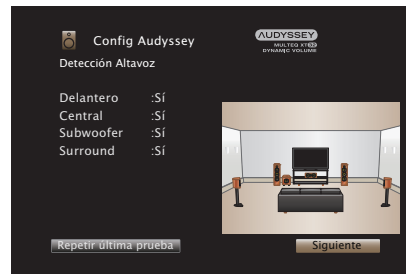 Config Audyssey
AUDYSSEY
MULTEQ XT32
DYNAMIC VOLUME
Detección Altavoz
Delantero :Sí
Central :Sí
Subwoofer :Sí
Surround :Sí
Repetir última prueba
Siguiente